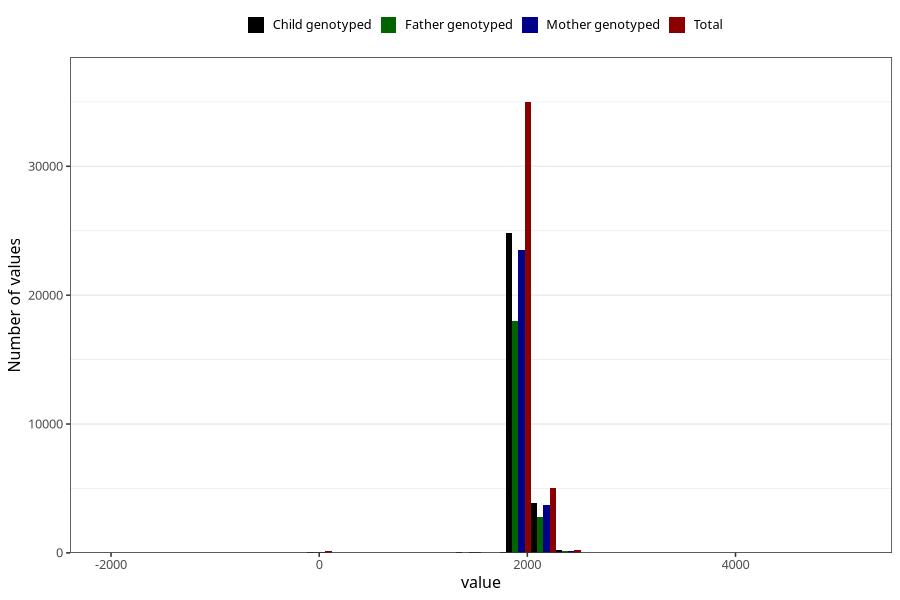 Child genotyped Father genotyped Mother genotyped Total
Number of values
30000
20000
10000
0
-2000 0 2000 4000
value